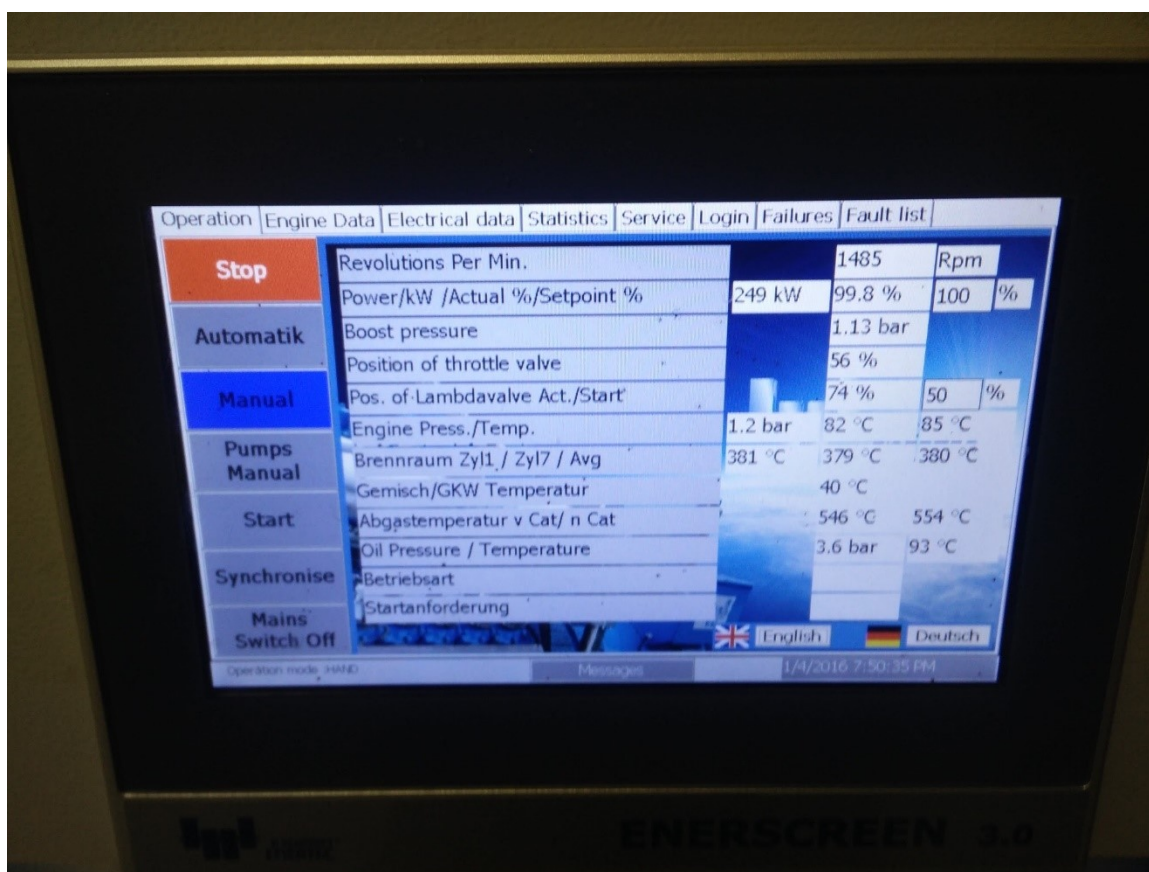 Operation Engine Data Electrical data Statistics Service Login Failures Fault list
Stop
Automatik
Manual
Pumps Manual
Start
Synchronise
Mains Switch Off
Revolutions Per Min. 1485 Rpm
Power/kW /Actual %/Setpoint % 249 kW 99.8 % 100 %
Boost pressure 1.13 bar
Position of throttle valve 56 %
Pos. of Lambdavalve Act./Start 74 % 50 %
Engine Press./Temp. 1.2 bar 82 °C 85 °C
Brennraum Zyl1 / Zyl7 / Avg 381 °C 379 °C 380 °C
Gemisch/GKW Temperatur 40 °C
Abgastemperatur v Cat/ n Cat 546 °C 554 °C
Oil Pressure / Temperature 3.6 bar 93 °C
Betriebsart
Startanforderung
English Deutsch
Operation mode :HAND Messages 1/4/2016 7:50:35 PM
ENERSCREEN 3.0